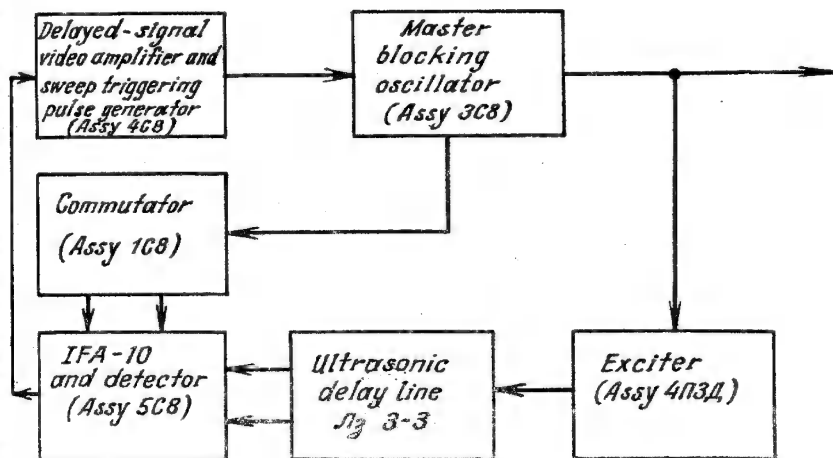 Delayed-signal
video amplifier and
sweep triggering
pulse generator
(Assy 4C8)
Master
blocking
oscillator
(Assy 3C8)
Commutator
(Assy 1C8)
IFA-10
and detector
(Assy 5C8)
Ultrasonic
delay line
ЛЗ 3-3
Exciter
(Assy 4ПЗД)